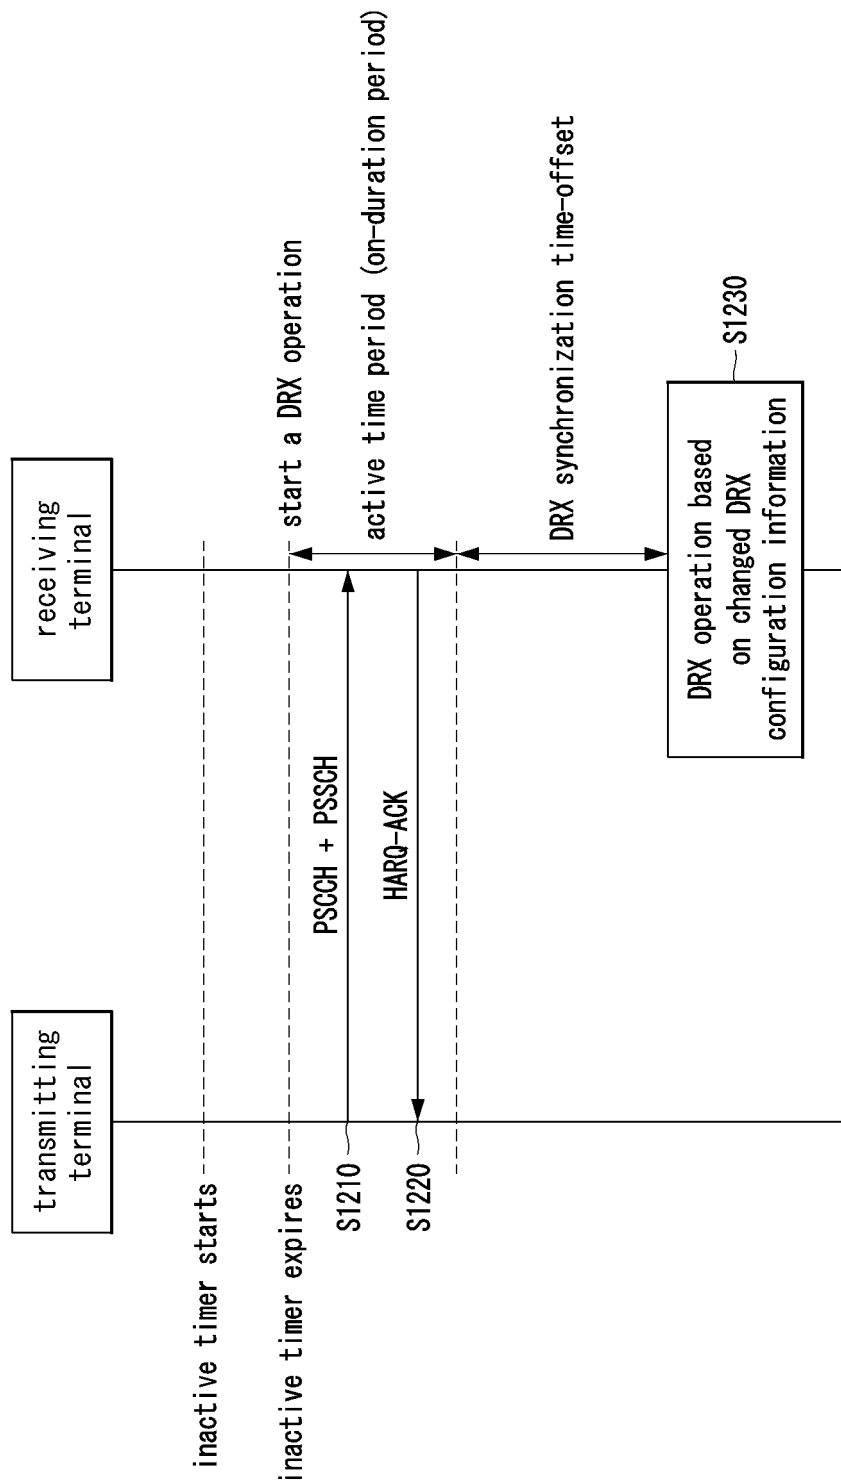 transmitting
terminal
receiving
terminal
inactive timer starts
inactive timer expires
start a DRX operation
S1210
PSCCH + PSSCH
active time period (on-duration period)
S1220
HARQ-ACK
DRX synchronization time-offset
DRX operation based
on changed DRX
configuration information
S1230